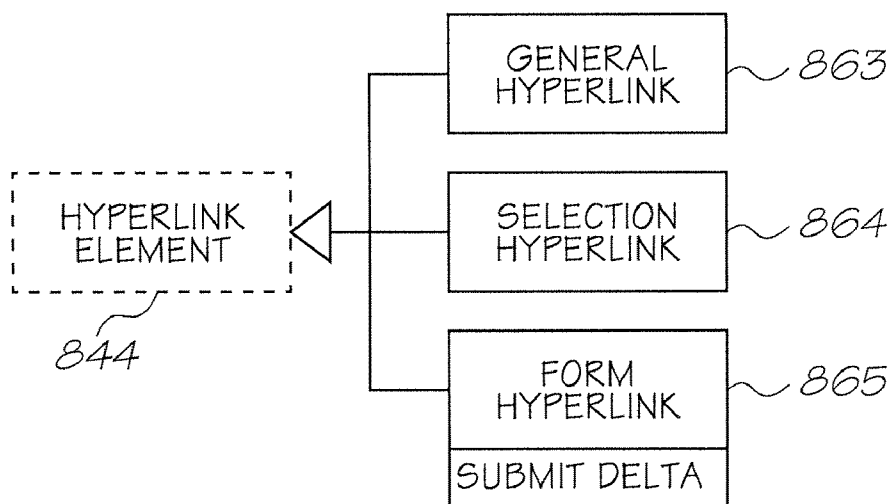 GENERAL
HYPERLINK
863
HYPERLINK
ELEMENT
844
SELECTION
HYPERLINK
864
FORM
HYPERLINK
865
SUBMIT DELTA